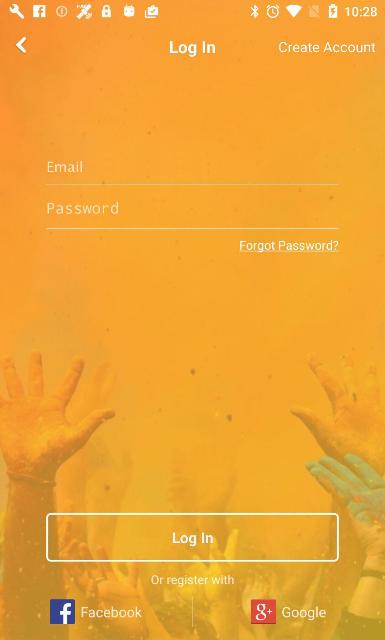 10:28
Log In
Create Account
Email
Password
Forgot Password?
Log In
Or register with
f Facebook
g+ Google